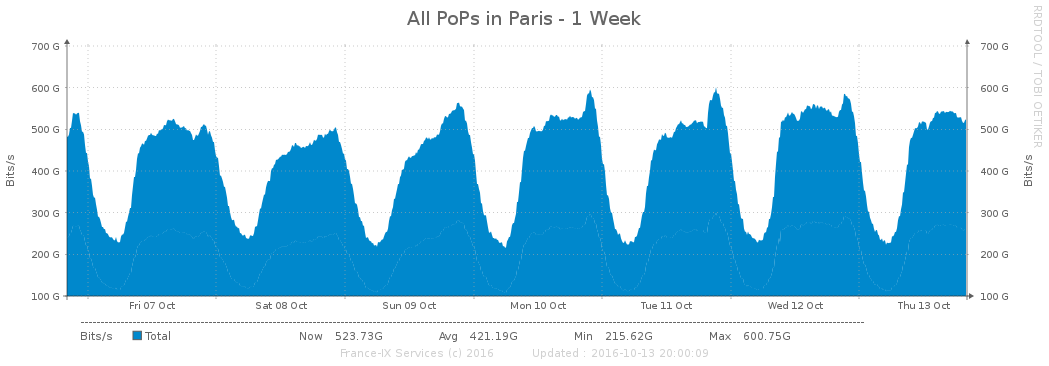 All PoPs in Paris - 1 Week
RRDTOOL / TOBI OETIKER
700 G 700 G
600 G 600 G
500 G 500 G
400 G 400 G
300 G 300 G
200 G 200 G
100 G 100 G
Bits/s Bits/s
Fri 07 Oct Sat 08 Oct Sun 09 Oct Mon 10 Oct Tue 11 Oct Wed 12 Oct Thu 13 Oct
Bits/s Total Now 523.73G Avg 421.19G Min 215.62G Max 600.75G
France-IX Services (c) 2016 Updated : 2016-10-13 20:00:09